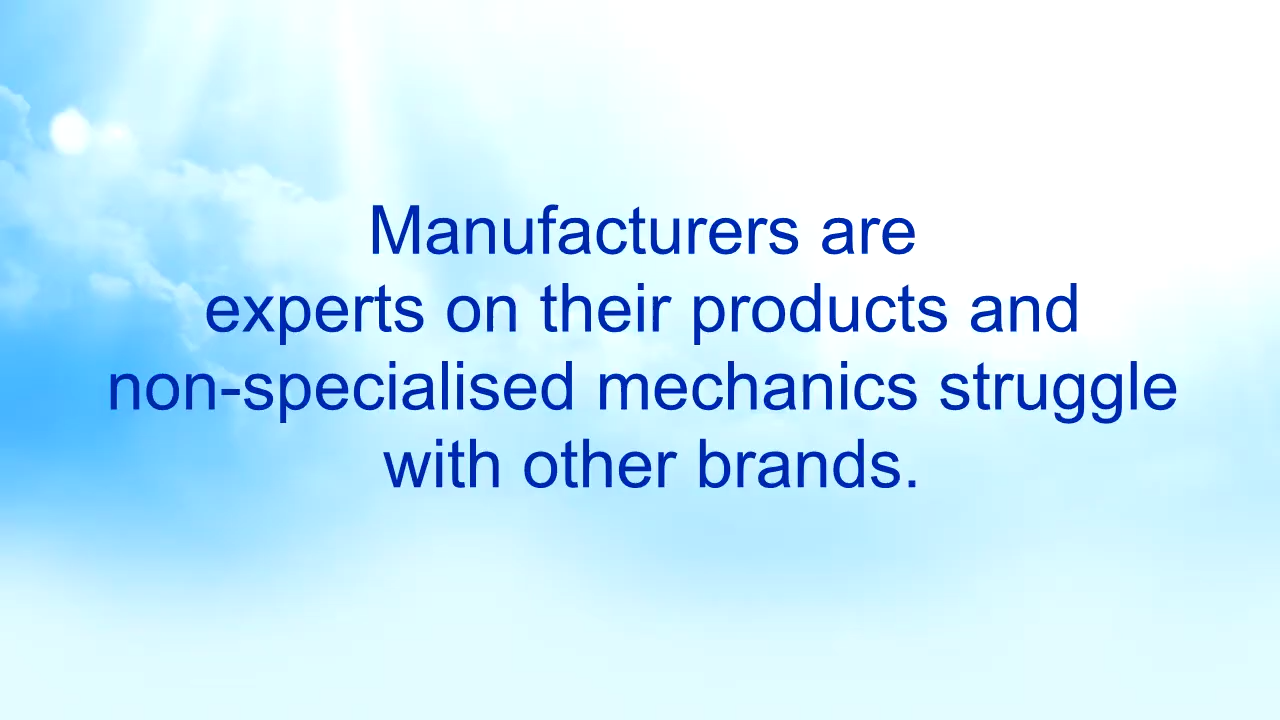 Manufacturers are
experts on their products and
non-specialised mechanics struggle
with other brands.